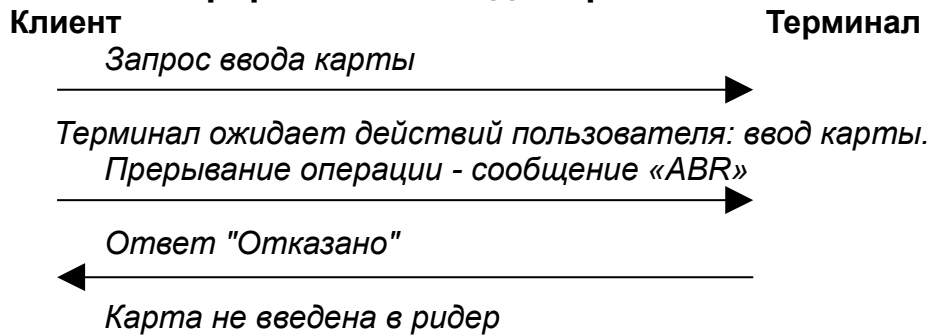 Клиент Терминал
Запрос ввода карты
Терминал ожидает действий пользователя: ввод карты.
Прерывание операции - сообщение «ABR»
Ответ "Отказано"
Карта не введена в ридер